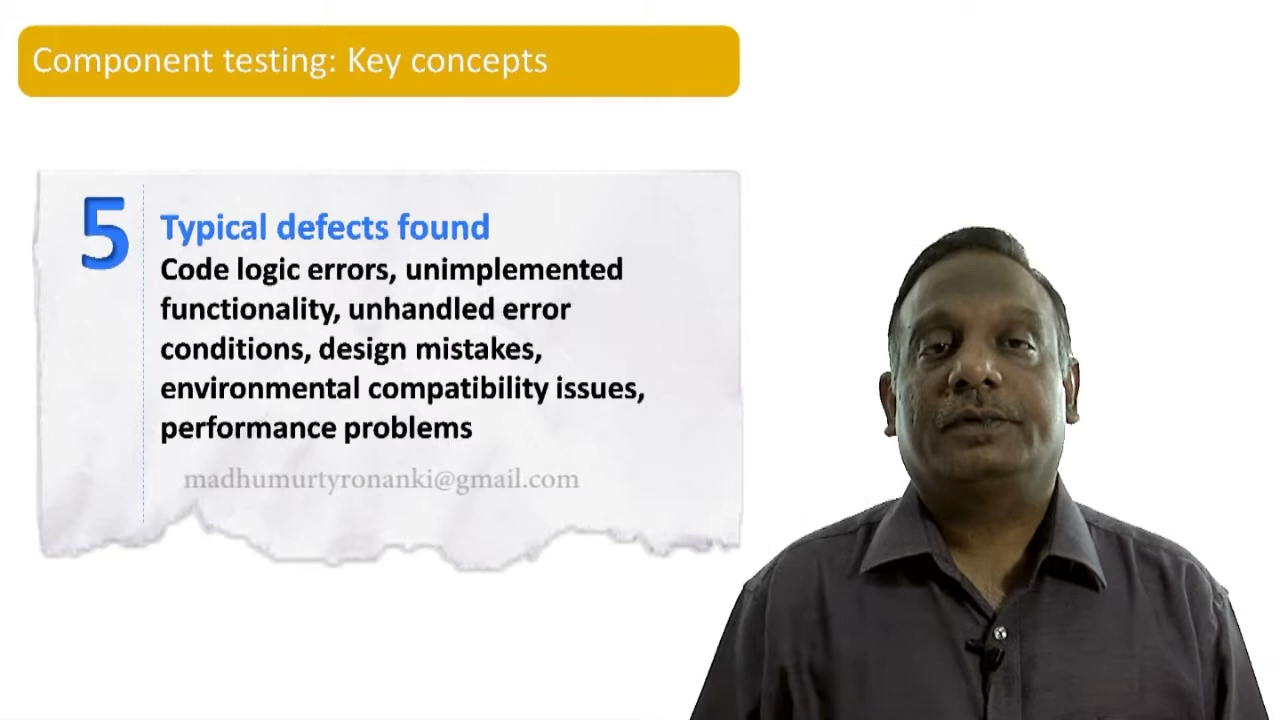 Component testing: Key concepts
5
Typical defects found
Code logic errors, unimplemented
functionality, unhandled error
conditions, design mistakes,
environmental compatibility issues,
performance problems
madhumurtyronanki@gmail.com